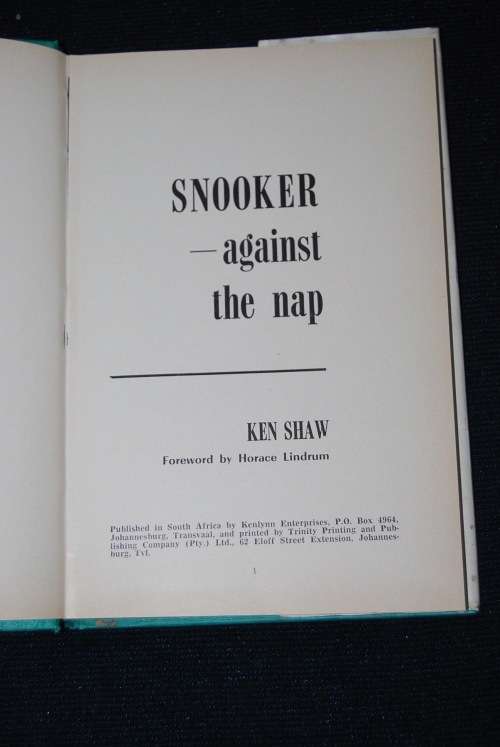 SNOOKER
—against
the nap
KEN SHAW
Foreword by Horace Lindrum
Published in South Africa by Kenlynn Enterprises, P.O. Box 4964,
Johannesburg, Transvaal, and printed by Trinity Printing and Pub-
lishing Company (Pty.) Ltd., 62 Eloff Street Extension, Johannes-
burg, Tvl.
1